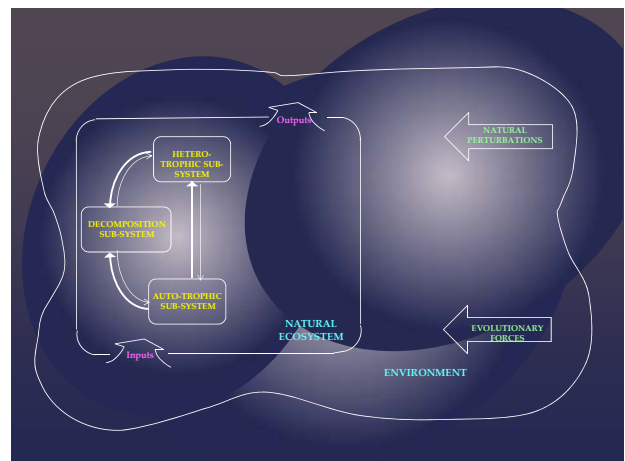 Outputs
NATURAL
PERTURBATIONS
HETERO-
TROPHIC SUB-
SYSTEM
DECOMPOSITION
SUB-SYSTEM
AUTO-TROPHIC
SUB-SYSTEM
NATURAL
ECOSYSTEM
EVOLUTIONARY
FORCES
Inputs
ENVIRONMENT